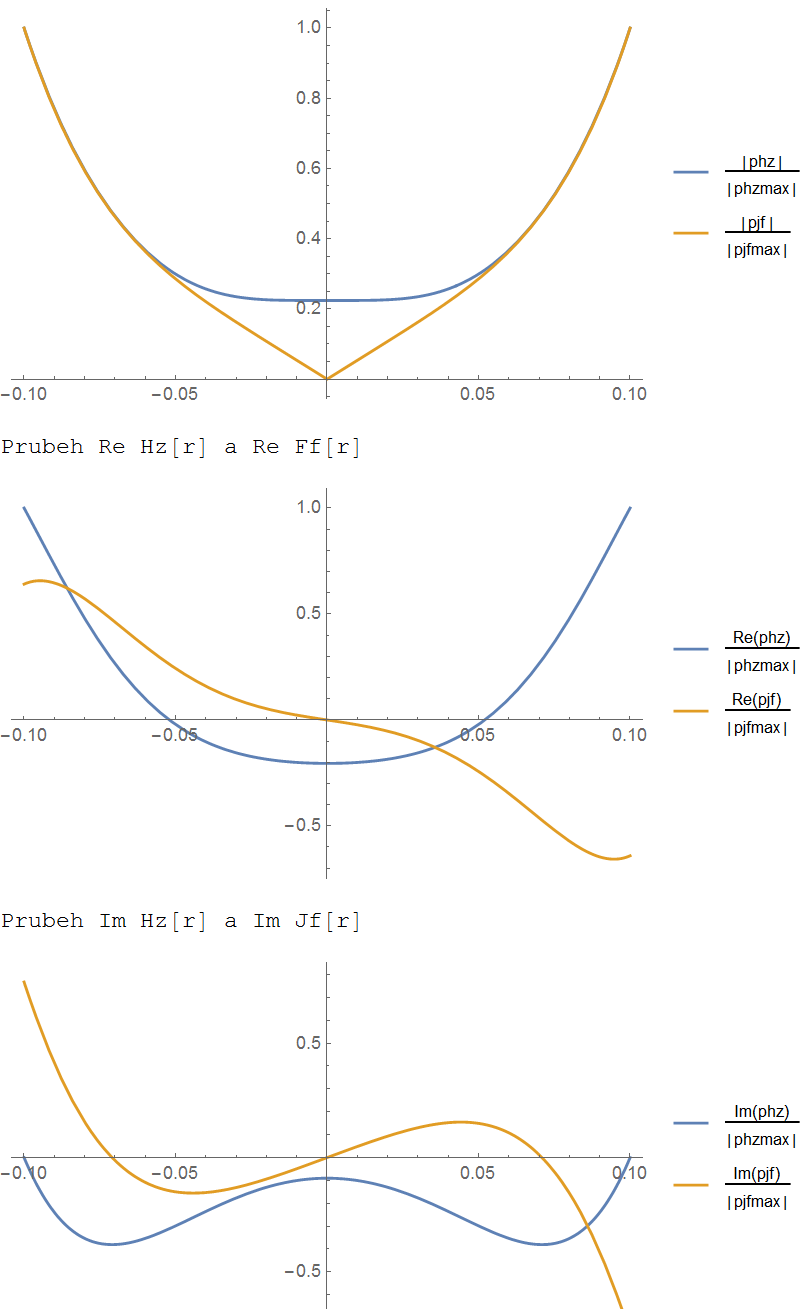 1.0
0.8
0.6
0.4
0.2
−0.10 −0.05 0.05 0.10
|phz|
|phzmax|
|pjf|
|pjfmax|
Prubeh Re Hz[r] a Re Ff[r]
1.0
0.5
−0.5
−0.10 −0.05 0.05 0.10
Re(phz)
|phzmax|
Re(pjf)
|pjfmax|
Prubeh Im Hz[r] a Im Jf[r]
0.5
−0.10 −0.05 0.05 0.10
−0.5
Im(phz)
|phzmax|
Im(pjf)
|pjfmax|